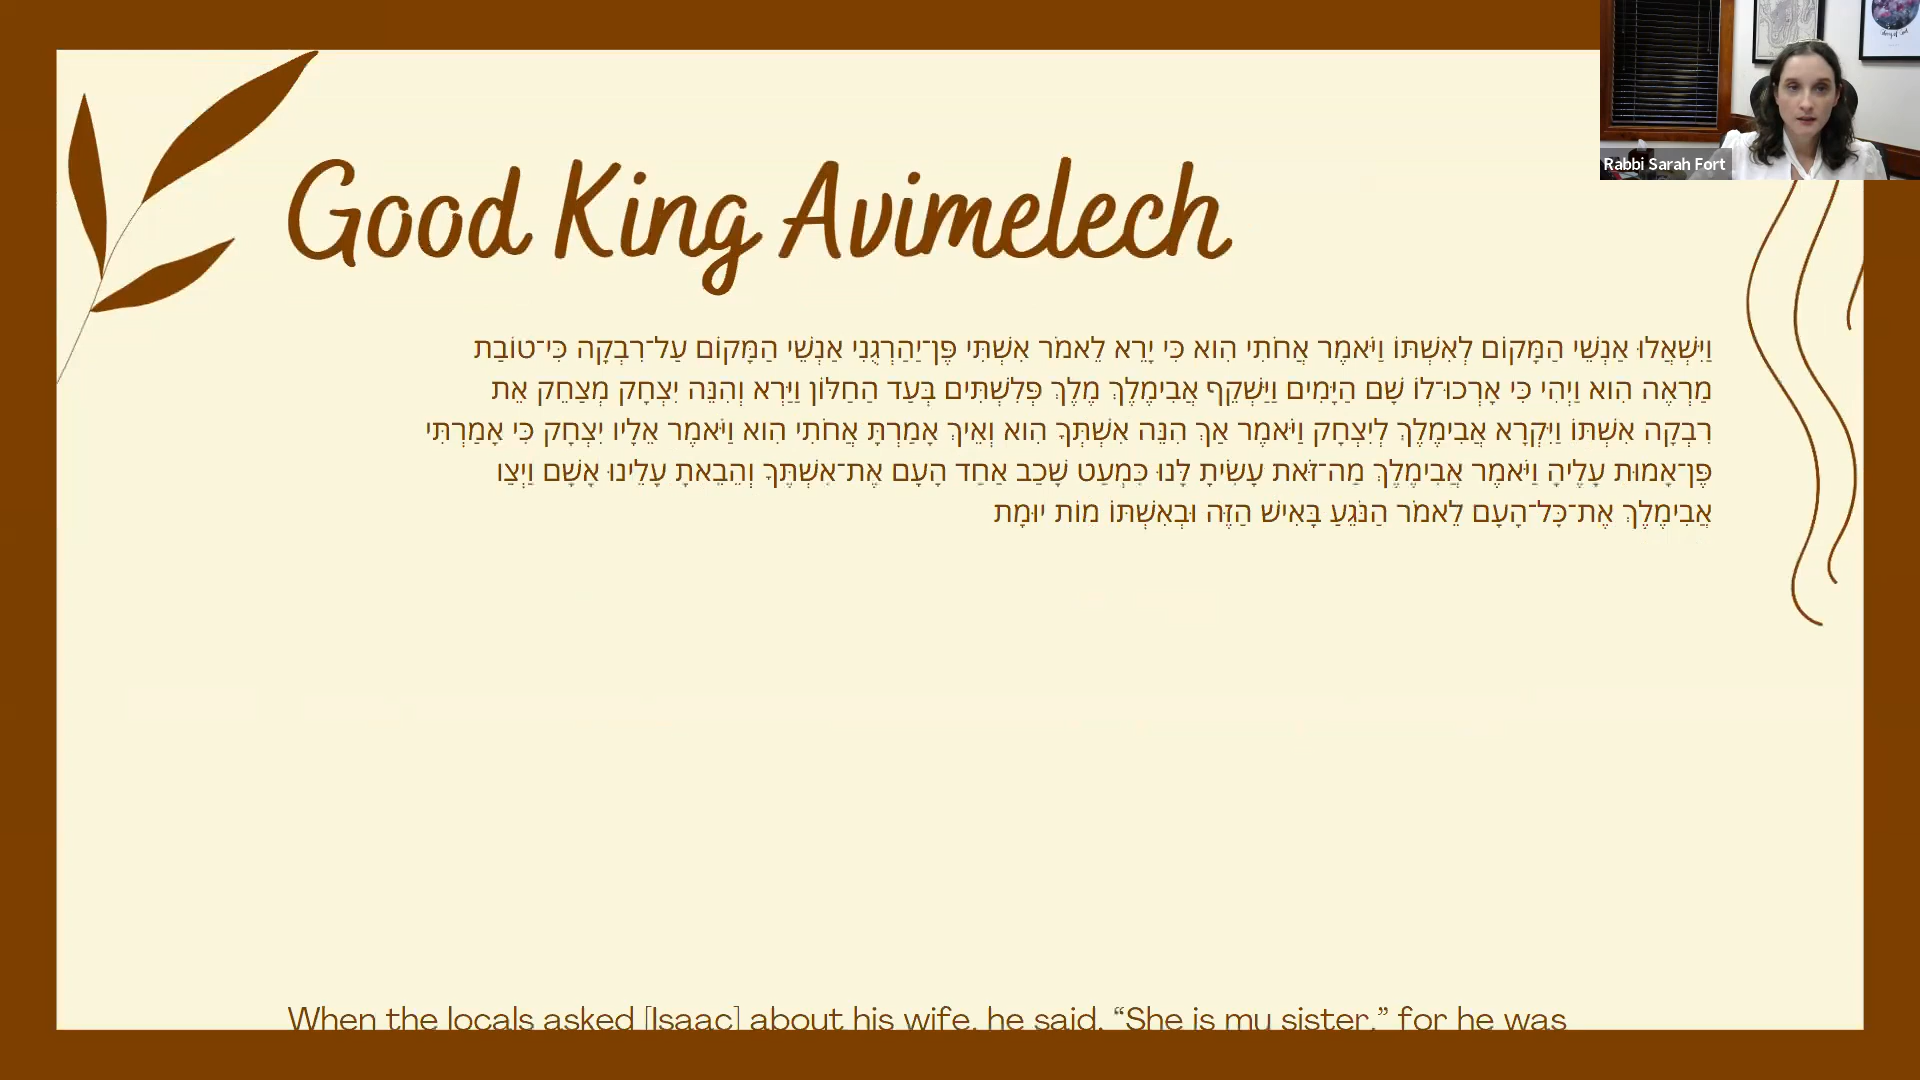 Good King Avimelech
וַיִּשְׁאֲלוּ אַנְשֵׁי הַמָּקוֹם לְאִשְׁתּוֹ וַיֹּאמֶר אֲחֹתִי הִוא כִּי יָרֵא לֵאמֹר אִשְׁתִּי פֶּן־יַהַרְגֻנִי אַנְשֵׁי הַמָּקוֹם עַל־רִבְקָה כִּי־טוֹבַת
מַרְאֶה הִוא וַיְהִי כִּי אָרְכוּ־לוֹ שָׁם הַיָּמִים וַיַּשְׁקֵף אֲבִימֶלֶךְ מֶלֶךְ פְּלִשְׁתִּים בְּעַד הַחַלּוֹן וַיַּרְא וְהִנֵּה יִצְחָק מְצַחֵק אֵת
רִבְקָה אִשְׁתּוֹ וַיִּקְרָא אֲבִימֶלֶךְ לְיִצְחָק וַיֹּאמֶר אַךְ הִנֵּה אִשְׁתְּךָ הִוא וְאֵיךְ אָמַרְתָּ אֲחֹתִי הִוא וַיֹּאמֶר אֵלָיו יִצְחָק כִּי אָמַרְתִּי
פֶּן־אָמוּת עָלֶיהָ וַיֹּאמֶר אֲבִימֶלֶךְ מַה־זֹּאת עָשִׂיתָ לָּנוּ כִּמְעַט שָׁכַב אַחַד הָעָם אֶת־אִשְׁתֶּךָ וְהֵבֵאתָ עָלֵינוּ אָשָׁם וַיְצַו
אֲבִימֶלֶךְ אֶת־כָּל־הָעָם לֵאמֹר הַנֹּגֵעַ בָּאִישׁ הַזֶּה וּבְאִשְׁתּוֹ מוֹת יוּמָת
When the locals asked [Isaac] about his wife, he said, “She is my sister,” for he was
Rabbi Sarah Fort